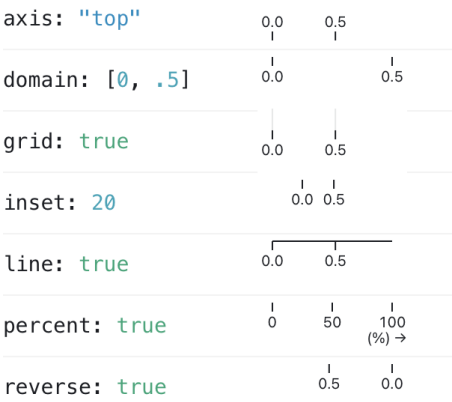 axis: "top" 0.0 0.5
domain: [0, .5] 0.0 0.5
grid: true 0.0 0.5
inset: 20 0.0 0.5
line: true 0.0 0.5
percent: true 0 50 100
(%) →
reverse: true 0.5 0.0